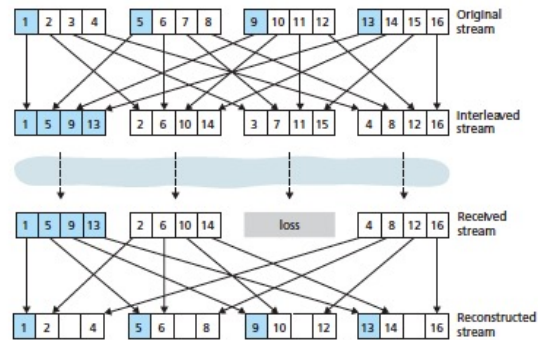 1 2 3 4 5 6 7 8 9 10 11 12 13 14 15 16 Original
stream
1 5 9 13 2 6 10 14 3 7 11 15 4 8 12 16 Interleaved
stream
1 5 9 13 2 6 10 14 loss 4 8 12 16 Received
stream
1 2 4 5 6 8 9 10 12 13 14 16 Reconstructed
stream